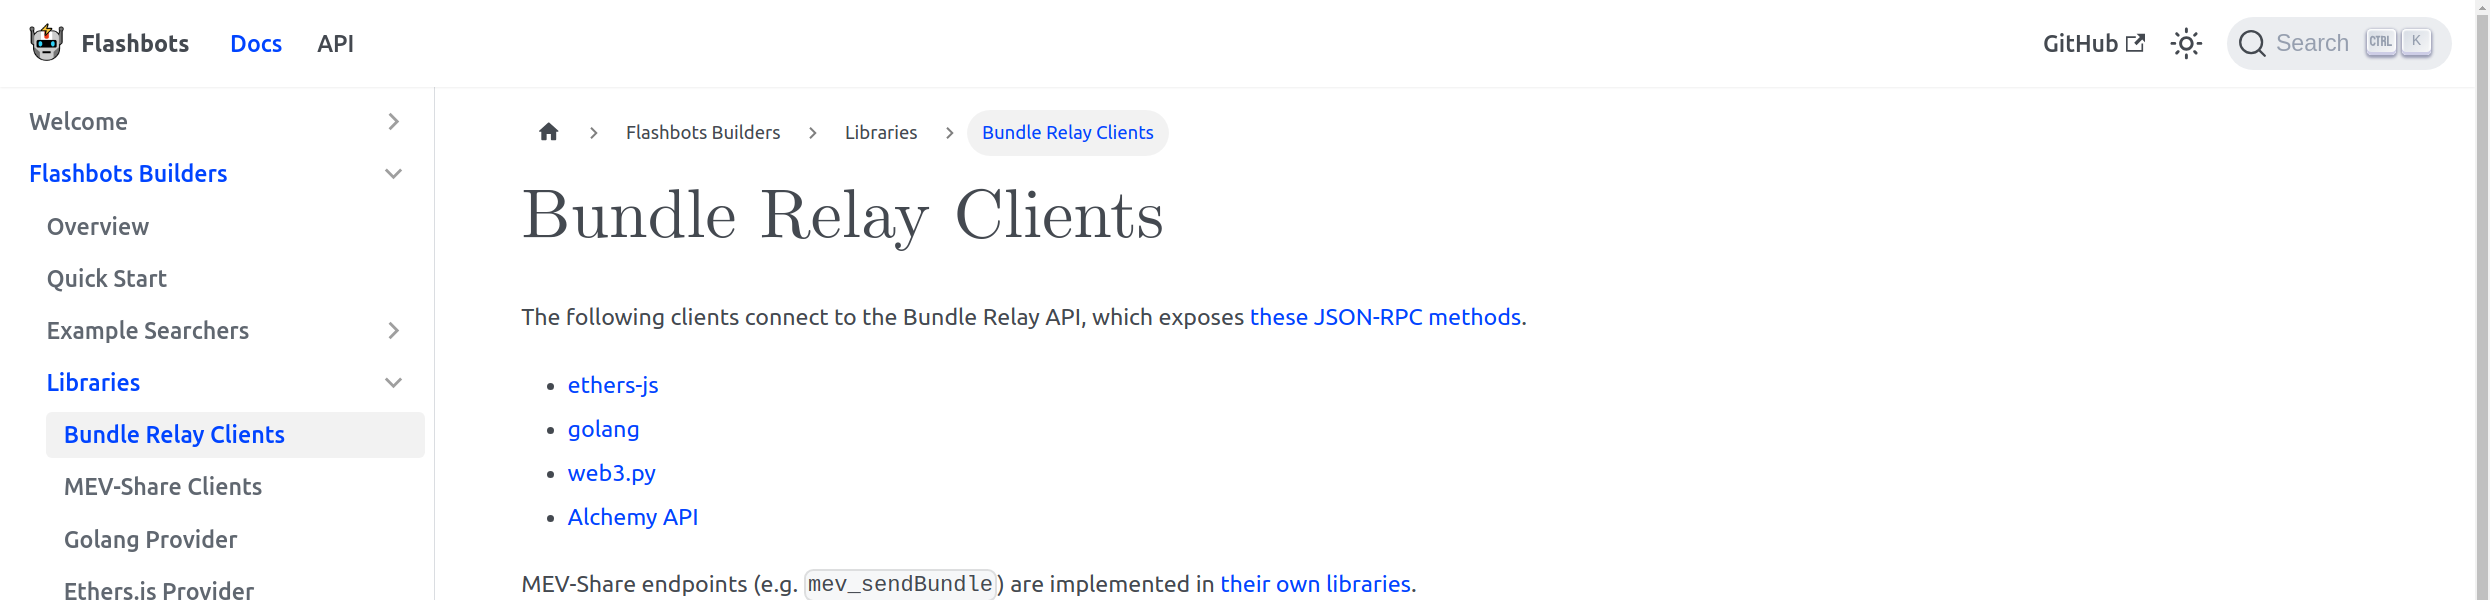 Flashbots Docs API GitHub Search CTRL K
Welcome
Flashbots Builders
Overview
Quick Start
Example Searchers
Libraries
Bundle Relay Clients
MEV-Share Clients
Golang Provider
Ethers.js Provider
Flashbots Builders Libraries Bundle Relay Clients
Bundle Relay Clients
The following clients connect to the Bundle Relay API, which exposes these JSON-RPC methods.
ethers-js
golang
web3.py
Alchemy API
MEV-Share endpoints (e.g. mev_sendBundle) are implemented in their own libraries.